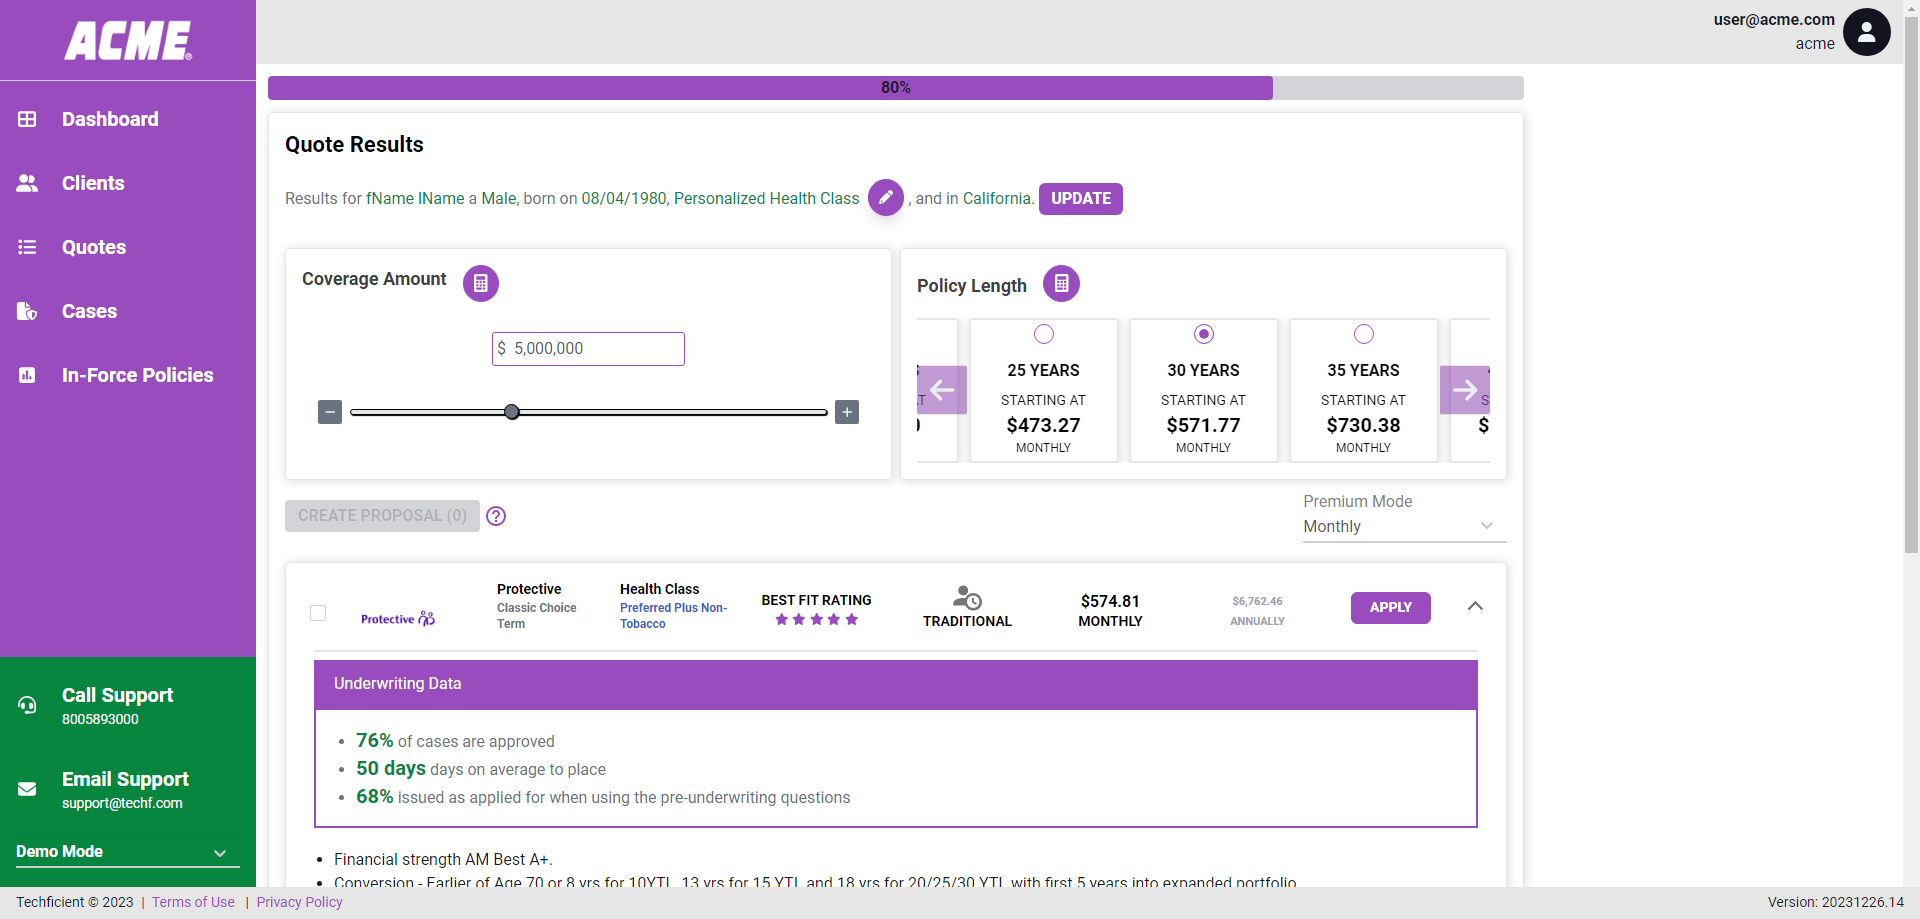 ACME
user@acme.com
acme
80%
Dashboard
Clients
Quotes
Cases
In-Force Policies
Quote Results
Results for fName lName a Male, born on 08/04/1980, Personalized Health Class , and in California. UPDATE
Coverage Amount
$ 5,000,000
Policy Length
25 YEARS
STARTING AT
$473.27
MONTHLY
30 YEARS
STARTING AT
$571.77
MONTHLY
35 YEARS
STARTING AT
$730.38
MONTHLY
$
CREATE PROPOSAL (0)
Premium Mode
Monthly
Protective
Protective
Classic Choice
Term
Health Class
Preferred Plus Non-
Tobacco
BEST FIT RATING
TRADITIONAL
$574.81
MONTHLY
$6,762.46
ANNUALLY
APPLY
Underwriting Data
76% of cases are approved
50 days days on average to place
68% issued as applied for when using the pre-underwriting questions
Financial strength AM Best A+.
Conversion - Earlier of Age 70 or 8 yrs for 10YTL, 13 yrs for 15 YTL and 18 yrs for 20/25/30 YTL with first 5 years into expanded portfolio
Call Support
8005893000
Email Support
support@techf.com
Demo Mode
Techficient © 2023 | Terms of Use | Privacy Policy
Version: 20231226.14